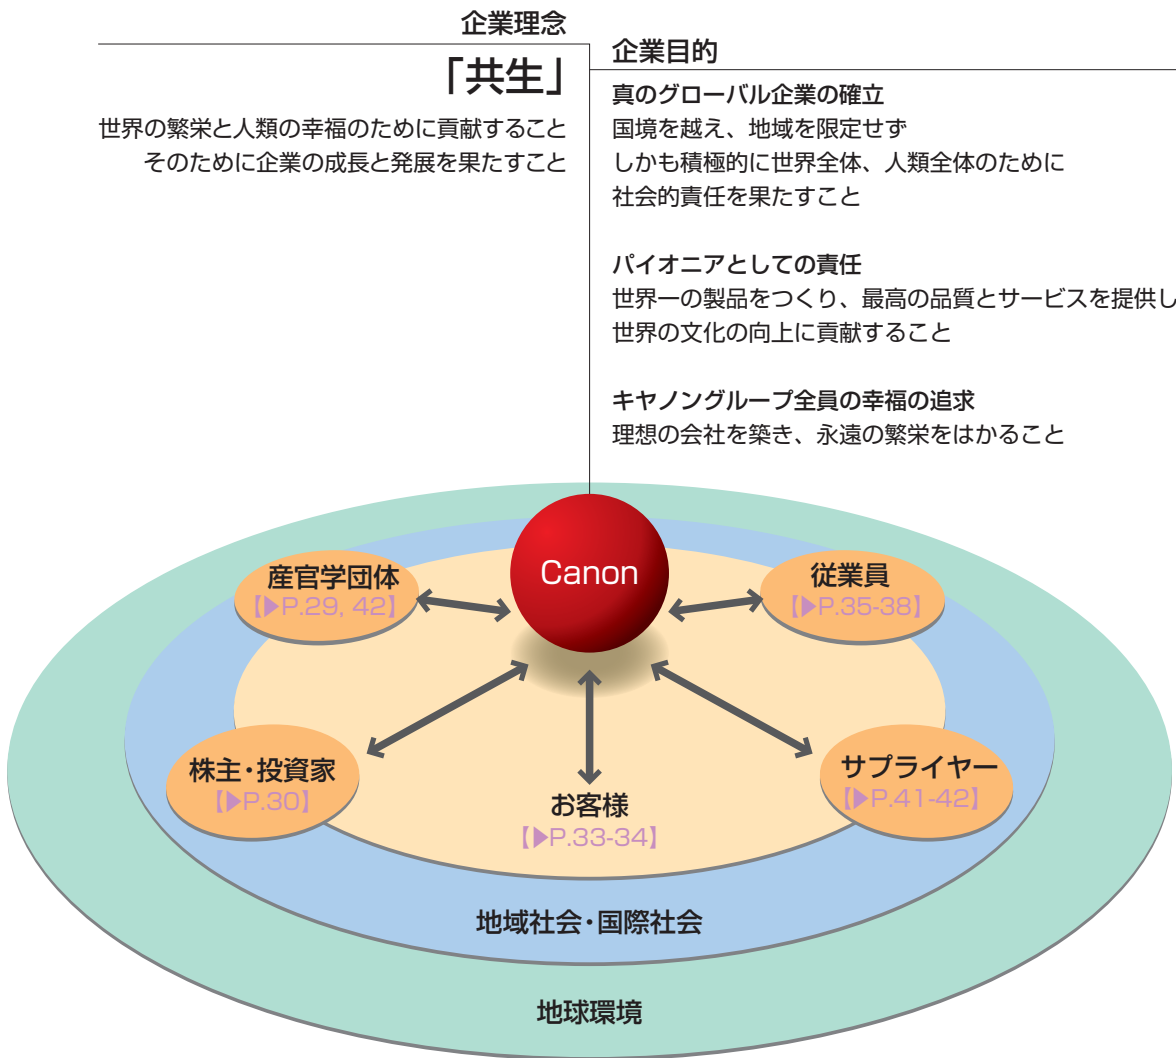 企業理念
「共生」
世界の繁栄と人類の幸福のために貢献すること
そのために企業の成長と発展を果たすこと
企業目的
真のグローバル企業の確立
国境を越え、地域を限定せず
しかも積極的に世界全体、人類全体のために
社会的責任を果たすこと
パイオニアとしての責任
世界一の製品をつくり、最高の品質とサービスを提供し
世界の文化の向上に貢献すること
キヤノングループ全員の幸福の追求
理想の会社を築き、永遠の繁栄をはかること
Canon
産官学団体
【▶P.29, 42】
従業員
【▶P.35-38】
株主・投資家
【▶P.30】
お客様
【▶P.33-34】
サプライヤー
【▶P.41-42】
地域社会・国際社会
地球環境